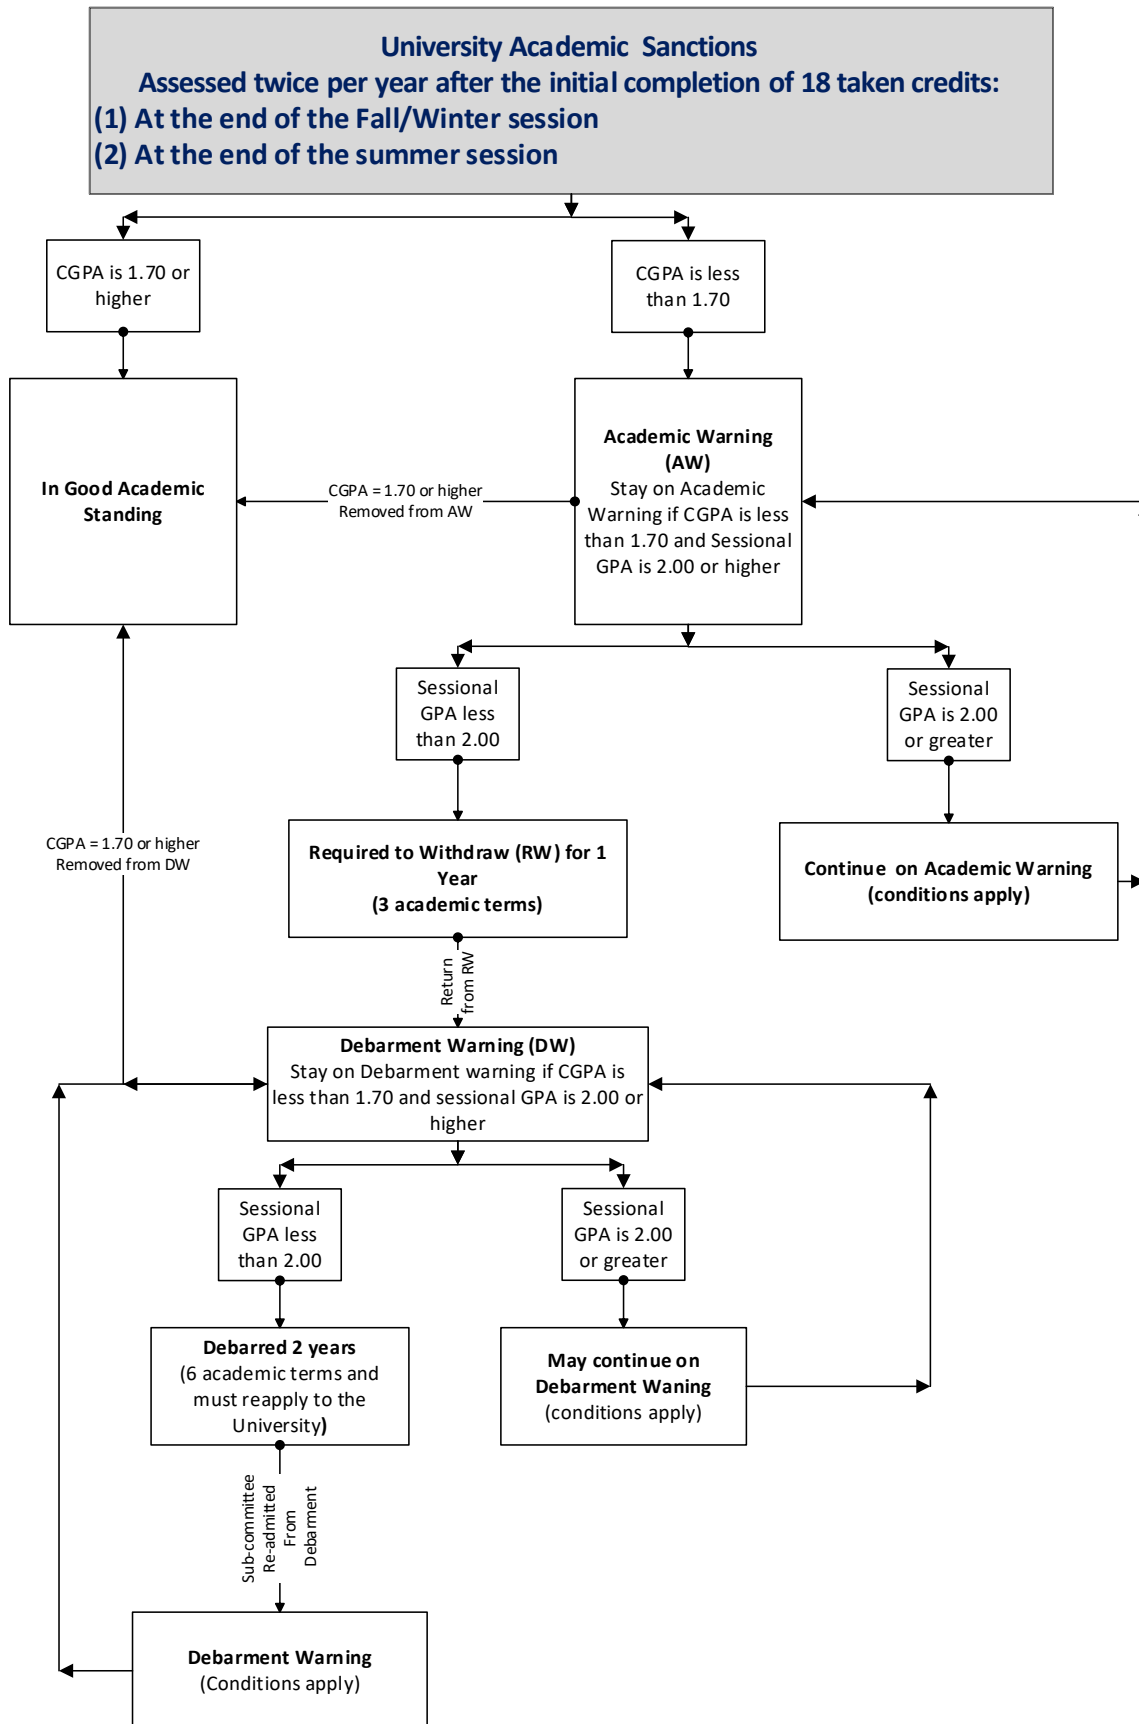 University Academic  Sanctions
Assessed twice per year after the initial completion of 18 taken credits:
(1) At the end of the Fall/Winter session
(2) At the end of the summer session
CGPA is 1.70 or
higher
CGPA is less
than 1.70
In Good Academic
Standing
CGPA = 1.70 or higher
Removed from AW
Academic Warning
(AW)
Stay on Academic
Warning if CGPA is less
than 1.70 and Sessional
GPA is 2.00 or higher
Sessional
GPA less
than 2.00
Sessional
GPA is 2.00
or greater
CGPA = 1.70 or higher
Removed from DW
Required to Withdraw (RW) for 1
Year
(3 academic terms)
Continue  on Academic Warning
(conditions apply)
Return
from RW
Debarment Warning (DW)
Stay on Debarment warning if CGPA is
less than 1.70 and sessional GPA is 2.00 or
higher
Sessional
GPA less
than 2.00
Sessional
GPA is 2.00
or greater
Debarred 2 years
(6 academic terms and
must reapply to the
University)
May continue on
Debarment Waning
(conditions apply)
Sub-committee
Re-admitted
From
Debarment
Debarment Warning
(Conditions apply)